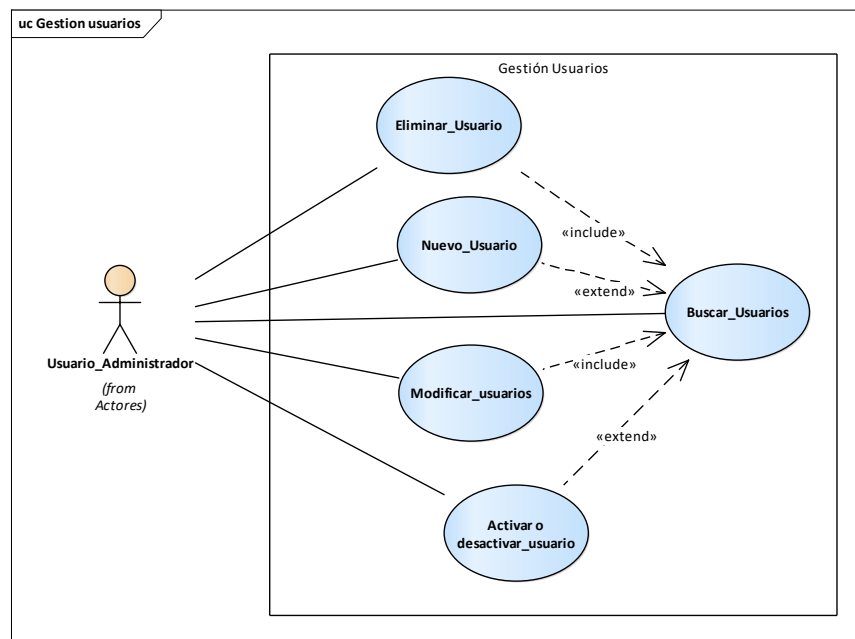 uc Gestion usuarios
Gestión Usuarios
Eliminar_Usuario
«include»
Nuevo_Usuario
«extend»
Buscar_Usuarios
Usuario_Administrador
(from
Actores)
«include»
Modificar_usuarios
«extend»
Activar o
desactivar_usuario